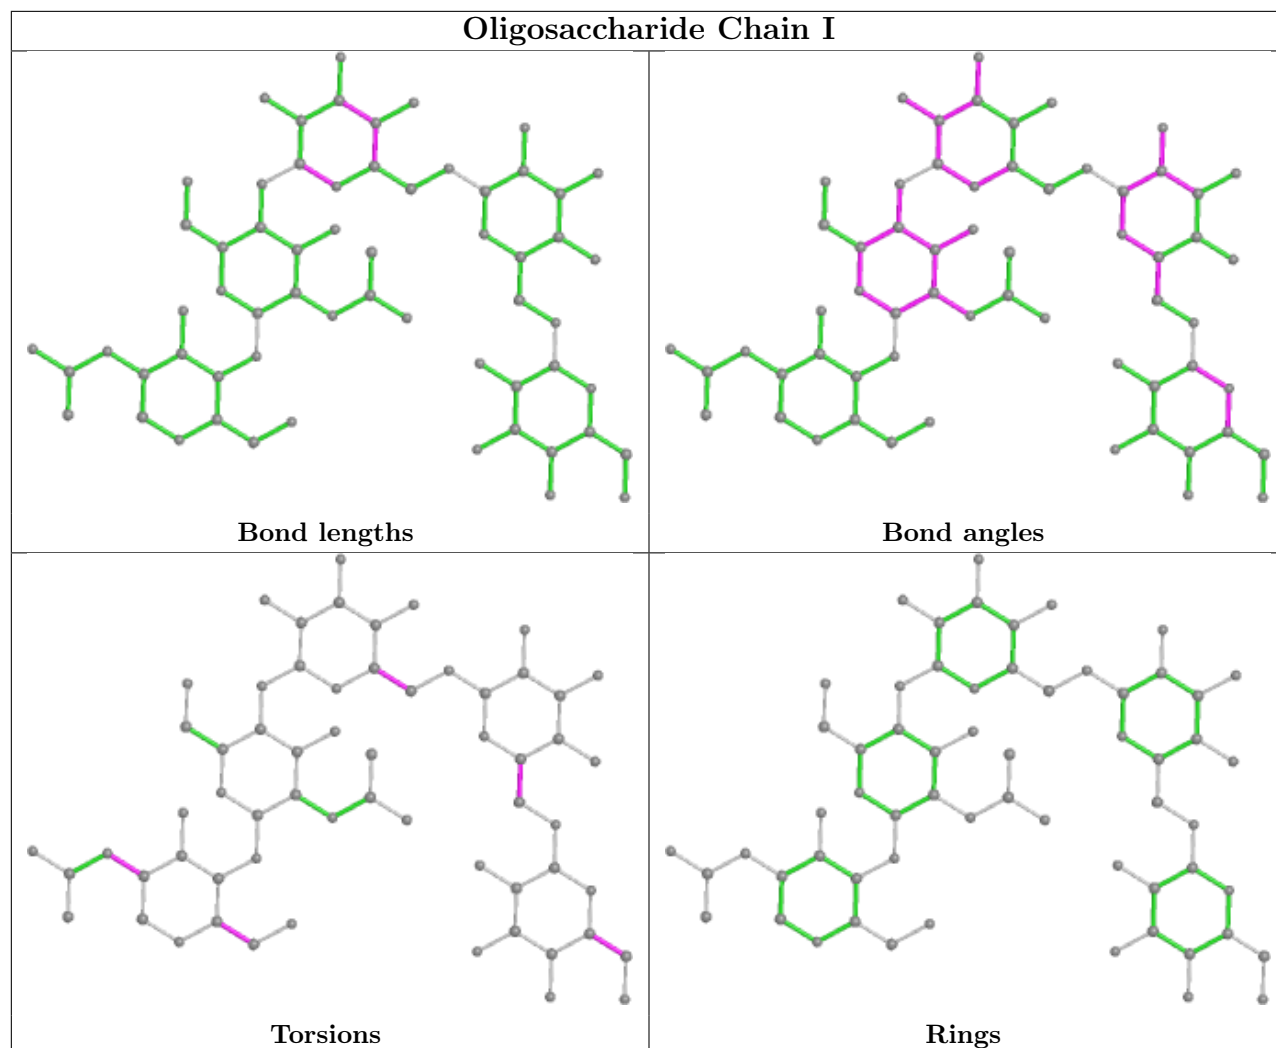 Oligosaccharide Chain I
Bond lengths
Bond angles
Torsions
Rings